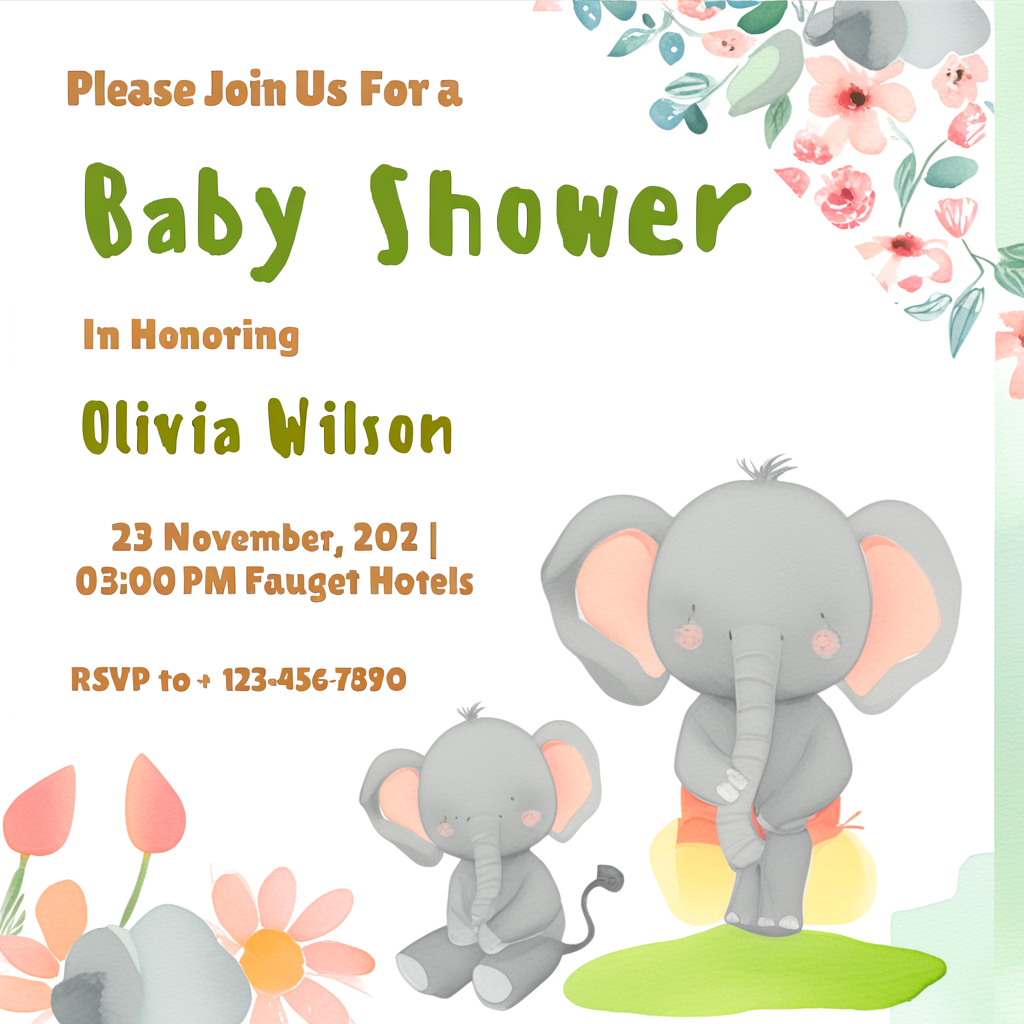 Please Join Us For a
Baby Shower
In Honoring
Olivia Wilson
23 November, 202 |
03:00 PM Fauget Hotels
RSVP to + 123-456-7890